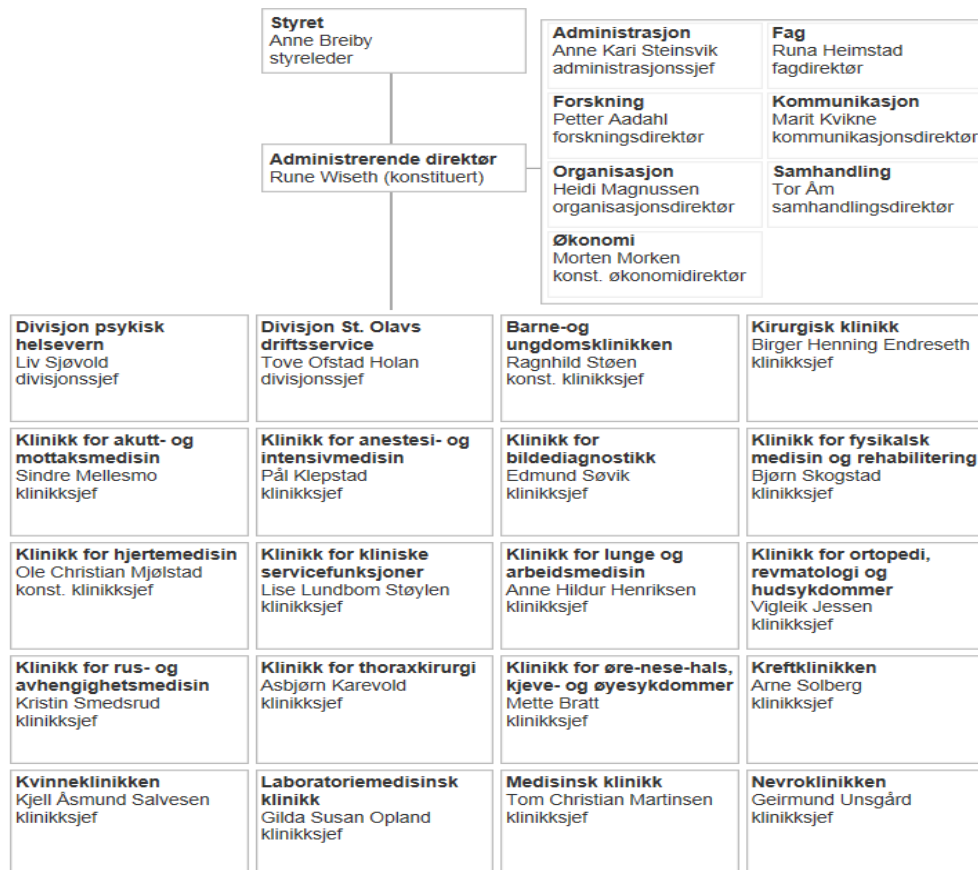 Styret
Anne Breiby
styreleder
Administrasjon
Anne Kari Steinsvik
administrasjonssjef
Fag
Runa Heimstad
fagdirektør
Forskning
Petter Aadahl
forskningsdirektør
Kommunikasjon
Marit Kvikne
kommunikasjonsdirektør
Administrerende direktør
Rune Wiseth (konstituert)
Organisasjon
Heidi Magnussen
organisasjonsdirektør
Samhandling
Tor Åm
samhandlingsdirektør
Økonomi
Morten Morken
konst. økonomidirektør
Divisjon psykisk
helsevern
Liv Sjøvold
divisjonssjef
Divisjon St. Olavs
driftsservice
Tove Ofstad Holan
divisjonssjef
Barne-og
ungdomsklinikken
Ragnhild Støen
konst. klinikksjef
Kirurgisk klinikk
Birger Henning Endreseth
klinikksjef
Klinikk for akutt- og
mottaksmedisin
Sindre Mellesmo
klinikksjef
Klinikk for anestesi- og
intensivmedisin
Pål Klepstad
klinikksjef
Klinikk for
bildediagnostikk
Edmund Søvik
klinikksjef
Klinikk for fysikalsk
medisin og rehabilitering
Bjørn Skogstad
klinikksjef
Klinikk for hjertemedisin
Ole Christian Mjølstad
konst. klinikksjef
Klinikk for kliniske
servicefunksjoner
Lise Lundbom Støylen
klinikksjef
Klinikk for lunge og
arbeidsmedisin
Anne Hildur Henriksen
klinikksjef
Klinikk for ortopedi,
revmatologi og
hudsykdommer
Vigleik Jessen
klinikksjef
Klinikk for rus- og
avhengighetsmedisin
Kristin Smedsrud
klinikksjef
Klinikk for thoraxkirurgi
Asbjørn Karevold
klinikksjef
Klinikk for øre-nese-hals,
kjeve- og øyesykdommer
Mette Bratt
klinikksjef
Kreftklinikken
Arne Solberg
klinikksjef
Kvinneklinikken
Kjell Åsmund Salvesen
klinikksjef
Laboratoriemedisinsk
klinikk
Gilda Susan Opland
klinikksjef
Medisinsk klinikk
Tom Christian Martinsen
klinikksjef
Nevroklinikken
Geirmund Unsgård
klinikksjef